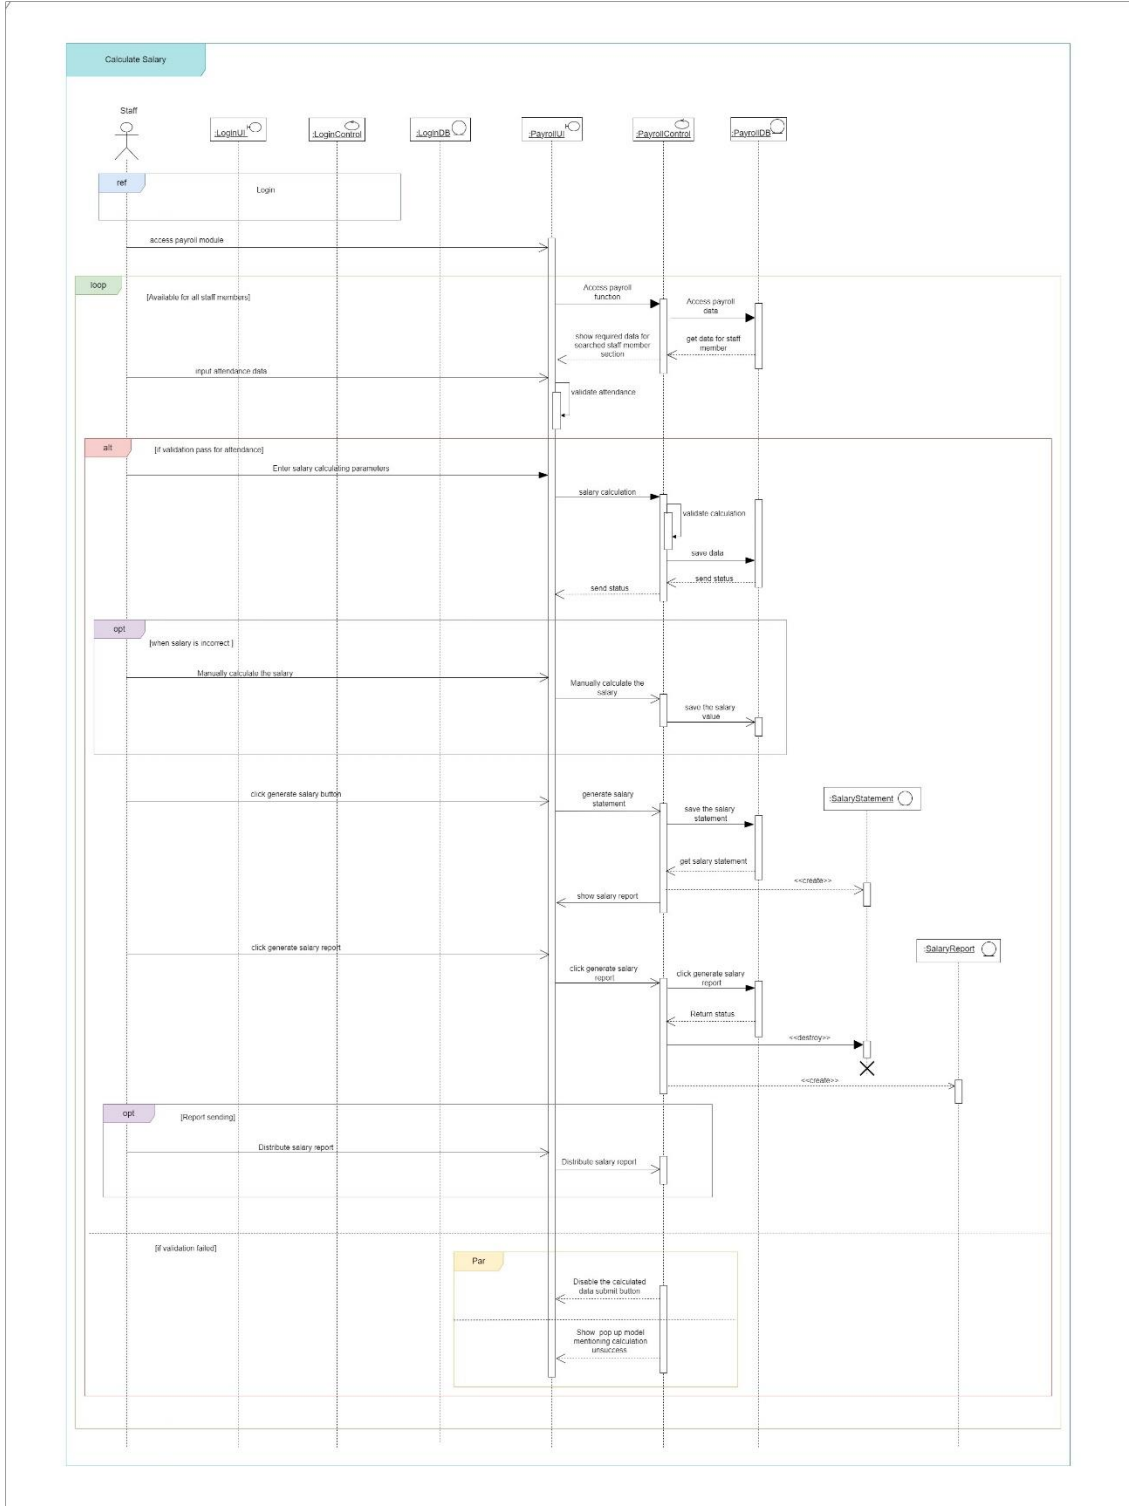 Calculate Salary
Staff
:LoginUI
:LoginControl
:LoginDB
:PayrollUI
:PayrollControl
:PayrollDB
ref
Login
access payroll module
loop
[Available for all staff members]
Access payroll
function
Access payroll
data
show required data for
searched staff member
section
get data for staff
member
input attendance data
validate attendance
alt
[if validation pass for attendance]
Enter salary calculating parameters
salary calculation
validate calculation
save data
send status
send status
opt
[when salary is incorrect ]
Manually calculate the salary
Manually calculate the
salary
save the salary
value
click generate salary button
generate salary
statement
:SalaryStatement
save the salary
statement
get salary statement
<<create>>
show salary report
click generate salary report
:SalaryReport
click generate salary
report
click generate salary
report
Return status
<<destroy>>
<<create>>
opt
[Report sending]
Distribute salary report
Distribute salary report
[if validation failed]
Par
Disable the calculated
data submit button
Show  pop up model
mentioning calculation
unsuccess